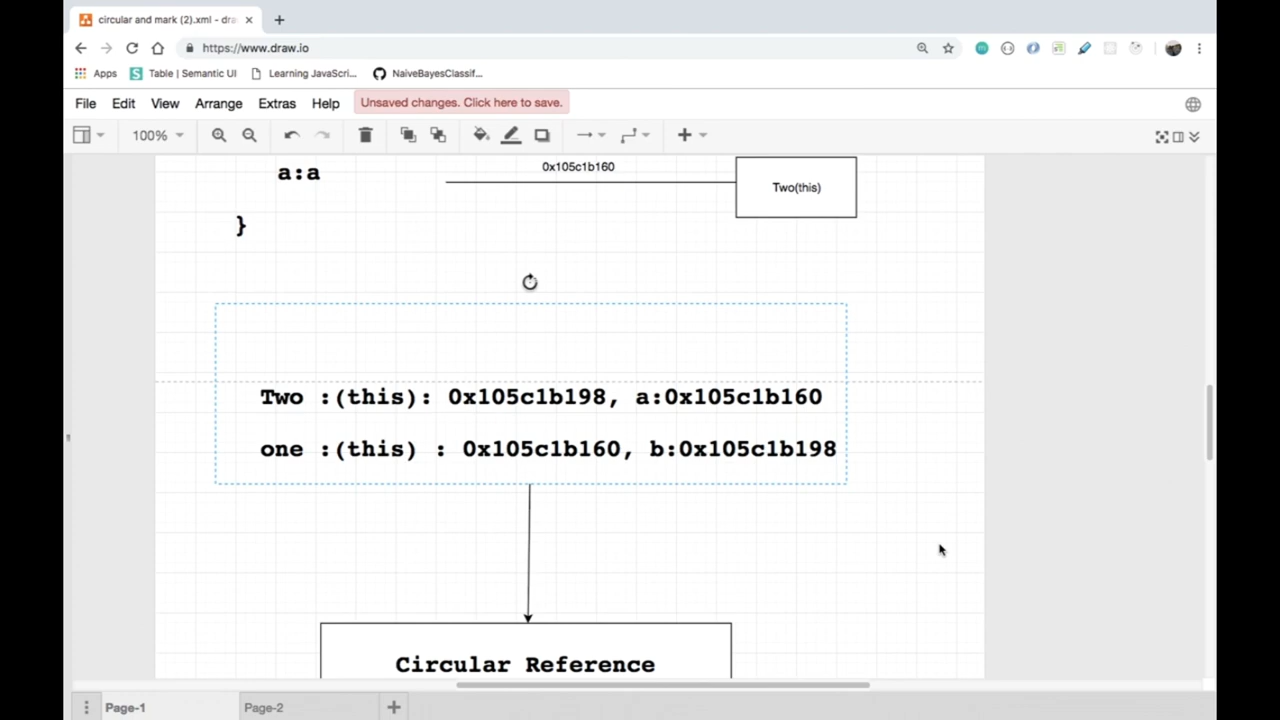 circular and mark (2).xml - dra
https://www.draw.io
Apps
Table | Semantic UI
Learning JavaScri...
NaiveBayesClassif...
File Edit View Arrange Extras Help
Unsaved changes. Click here to save.
100%
a:a
0x105c1b160
Two(this)
}
Two :(this): 0x105c1b198, a:0x105c1b160
one :(this) : 0x105c1b160, b:0x105c1b198
Circular Reference
Page-1
Page-2